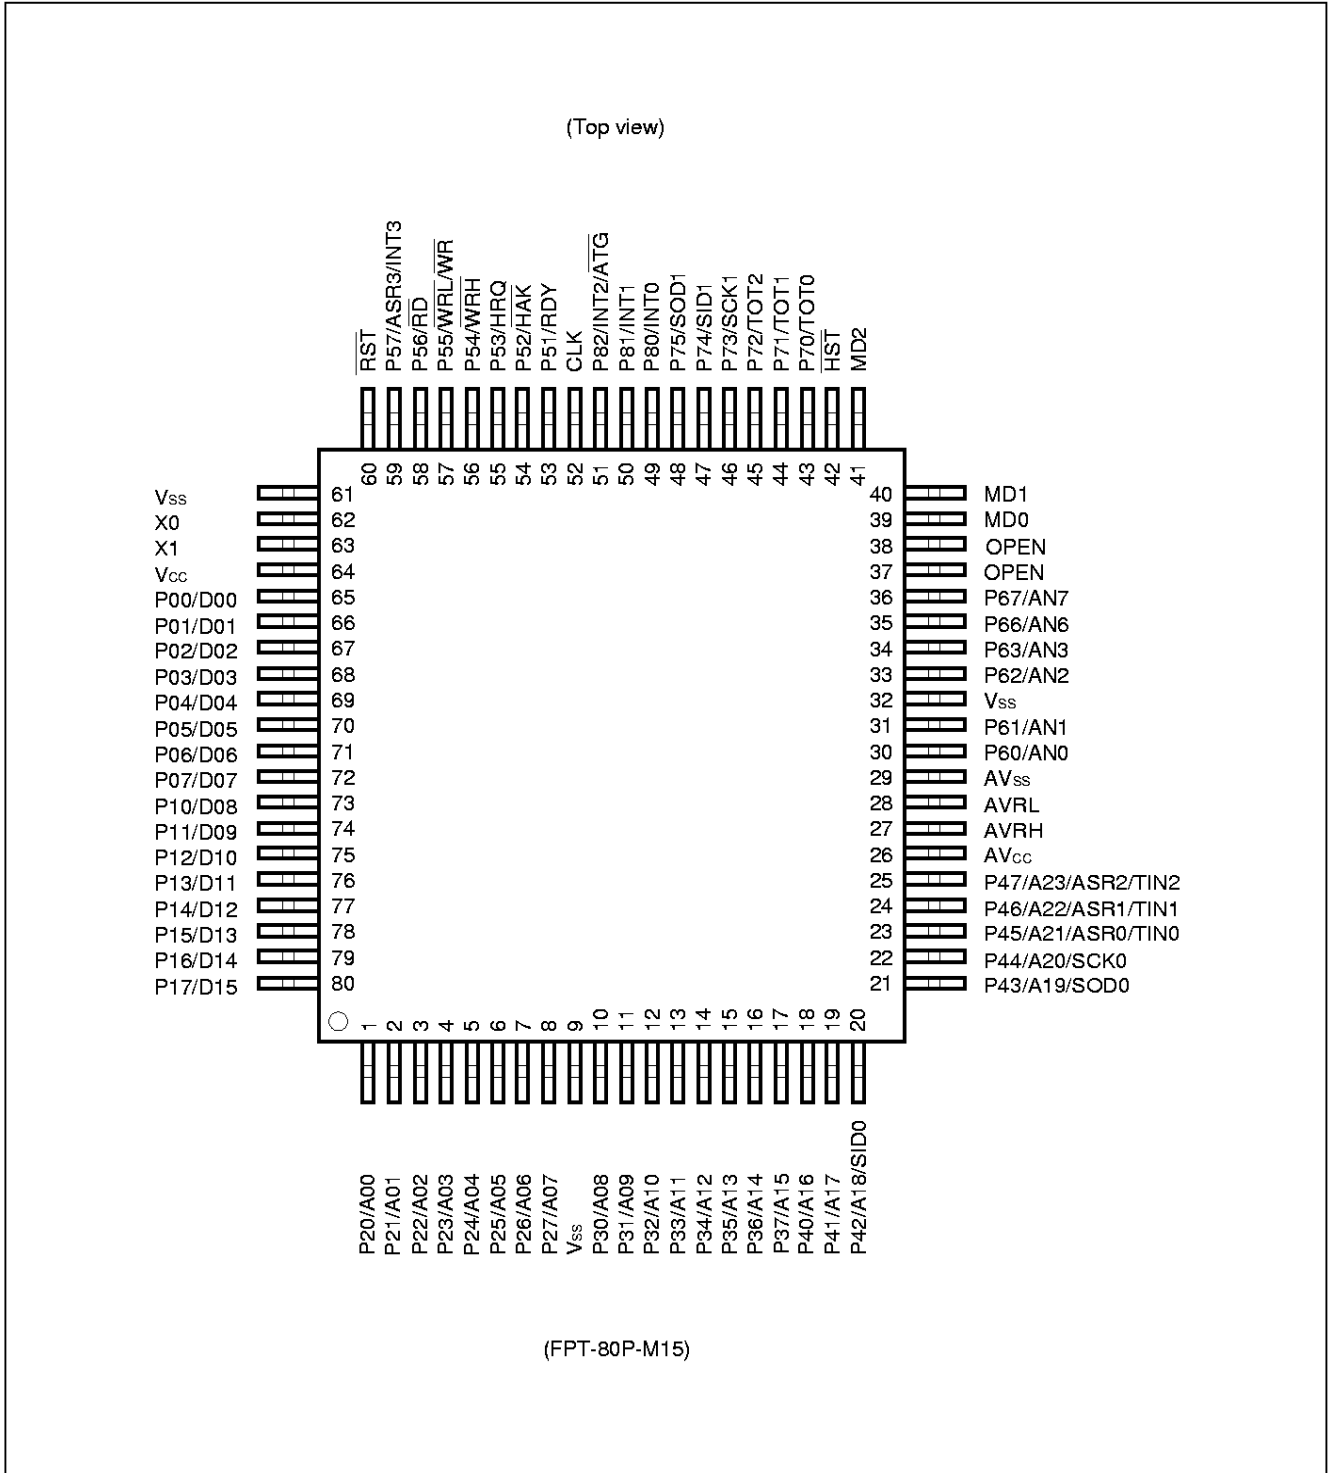 (Top view)
RST
P57/ASR3/INT3
P56/RD
P55/WRL/WR
P54/WRH
P53/HRQ
P52/HAK
P51/RDY
CLK
P82/INT2/ATG
P81/INT1
P80/INT0
P75/SOD1
P74/SID1
P73/SCK1
P72/TOT2
P71/TOT1
P70/TOT0
HST
MD2
60 59 58 57 56 55 54 53 52 51 50 49 48 47 46 45 44 43 42 41
Vss 61
X0 62
X1 63
Vcc 64
P00/D00 65
P01/D01 66
P02/D02 67
P03/D03 68
P04/D04 69
P05/D05 70
P06/D06 71
P07/D07 72
P10/D08 73
P11/D09 74
P12/D10 75
P13/D11 76
P14/D12 77
P15/D13 78
P16/D14 79
P17/D15 80
40 MD1
39 MD0
38 OPEN
37 OPEN
36 P67/AN7
35 P66/AN6
34 P63/AN3
33 P62/AN2
32 Vss
31 P61/AN1
30 P60/AN0
29 AVss
28 AVRL
27 AVRH
26 AVcc
25 P47/A23/ASR2/TIN2
24 P46/A22/ASR1/TIN1
23 P45/A21/ASR0/TIN0
22 P44/A20/SCK0
21 P43/A19/SOD0
1 2 3 4 5 6 7 8 9 10 11 12 13 14 15 16 17 18 19 20
P20/A00
P21/A01
P22/A02
P23/A03
P24/A04
P25/A05
P26/A06
P27/A07
Vss
P30/A08
P31/A09
P32/A10
P33/A11
P34/A12
P35/A13
P36/A14
P37/A15
P40/A16
P41/A17
P42/A18/SID0
(FPT-80P-M15)